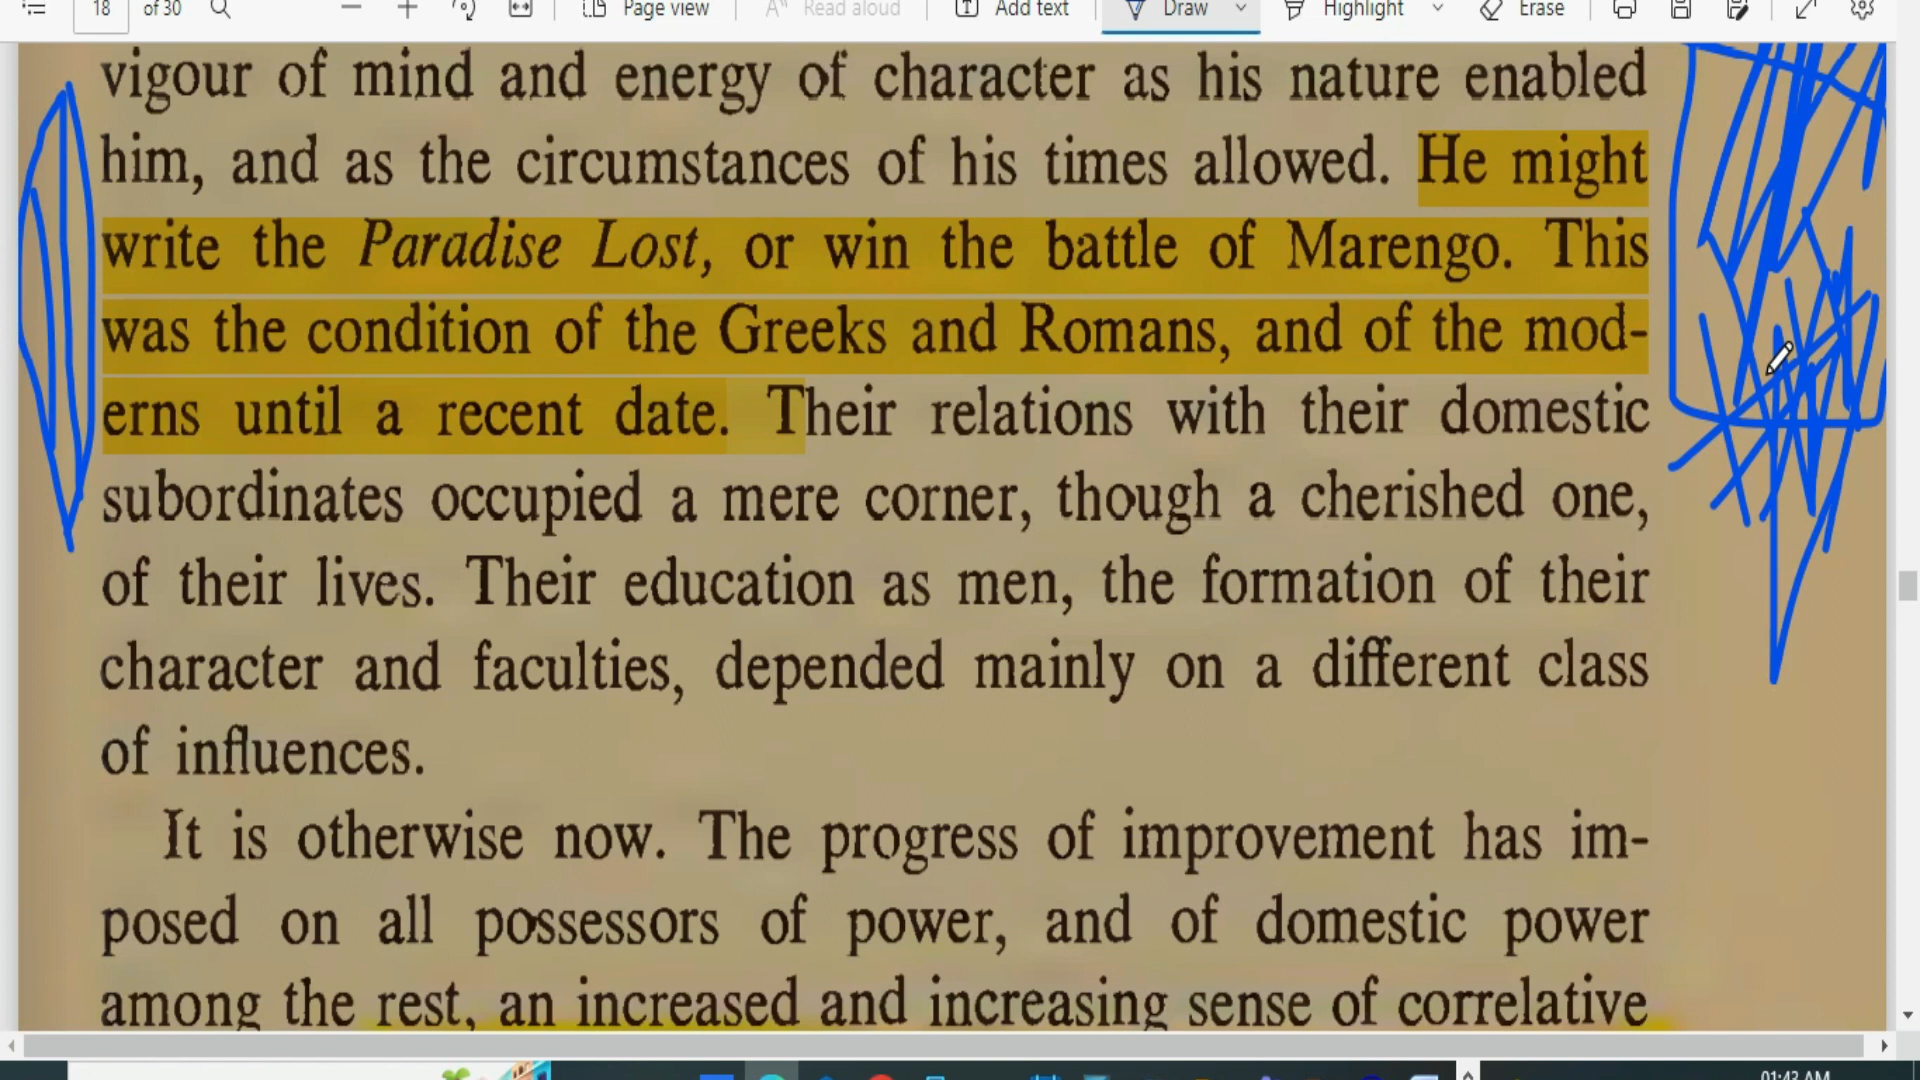 18 of 30 Page view Read aloud Add text Draw Highlight Erase
vigour of mind and energy of character as his nature enabled
him, and as the circumstances of his times allowed. He might
write the Paradise Lost, or win the battle of Marengo. This
was the condition of the Greeks and Romans, and of the mod-
erns until a recent date. Their relations with their domestic
subordinates occupied a mere corner, though a cherished one,
of their lives. Their education as men, the formation of their
character and faculties, depended mainly on a different class
of influences.
It is otherwise now. The progress of improvement has im-
posed on all possessors of power, and of domestic power
among the rest, an increased and increasing sense of correlative
01:43 AM